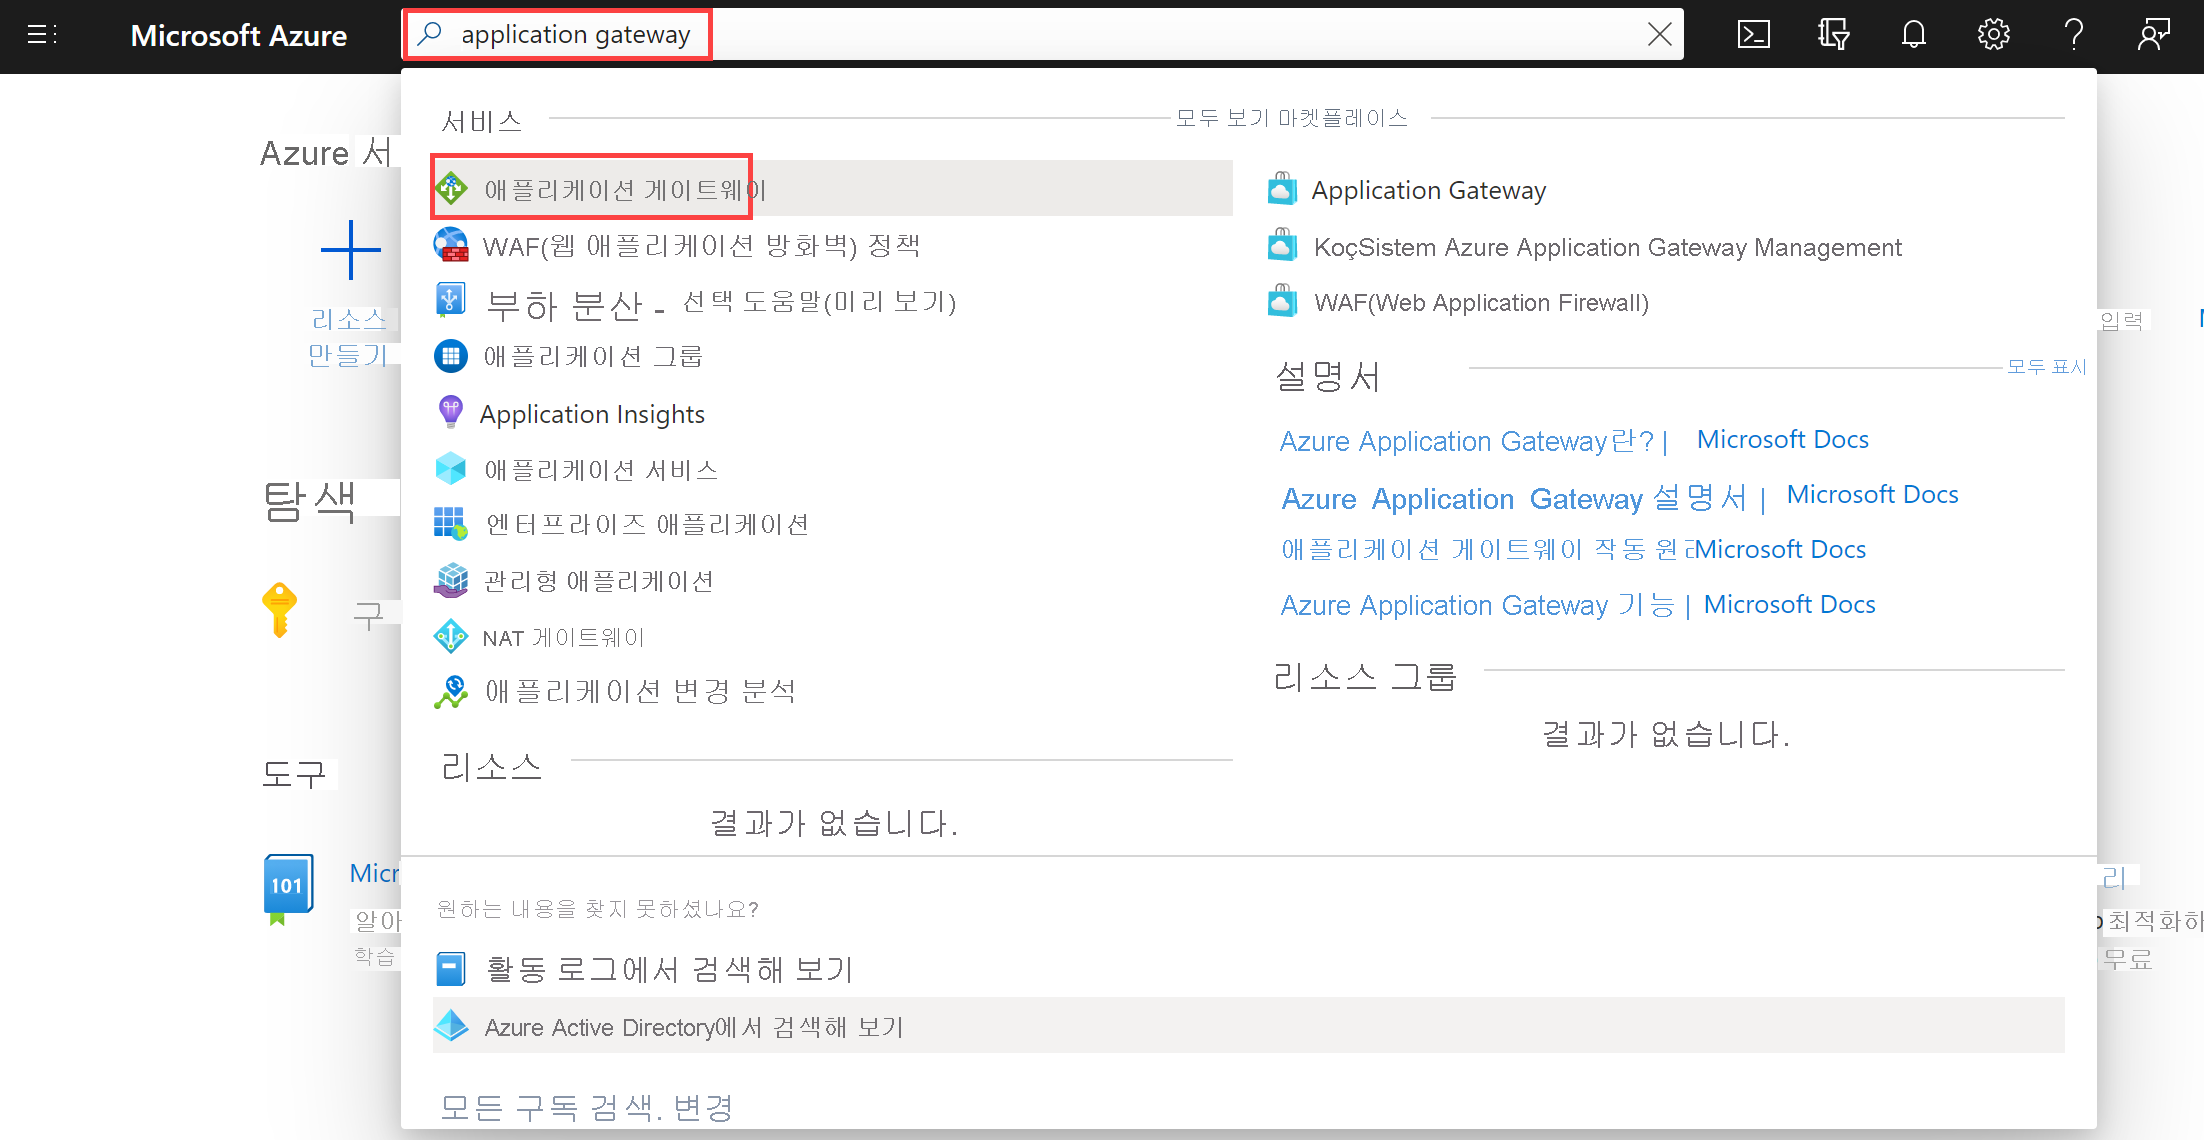 Microsoft Azure
application gateway
서비스
모두 보기 마켓플레이스
Azure 서
애플리케이션 게이트웨이
Application Gateway
WAF(웹 애플리케이션 방화벽) 정책
KoçSistem Azure Application Gateway Management
부하 분산 - 선택 도움말(미리 보기)
WAF(Web Application Firewall)
리소스
만들기
입력
애플리케이션 그룹
설명서
모두 표시
Application Insights
Azure Application Gateway란? | Microsoft Docs
애플리케이션 서비스
Azure Application Gateway 설명서 | Microsoft Docs
탐색
엔터프라이즈 애플리케이션
애플리케이션 게이트웨이 작동 원 Microsoft Docs
관리형 애플리케이션
Azure Application Gateway 기능 | Microsoft Docs
구
NAT 게이트웨이
애플리케이션 변경 분석
리소스 그룹
결과가 없습니다.
도구
리소스
결과가 없습니다.
101
Micr
리
알아
최적화하
학습
무료
원하는 내용을 찾지 못하셨나요?
활동 로그에서 검색해 보기
Azure Active Directory에서 검색해 보기
모든 구독 검색. 변경